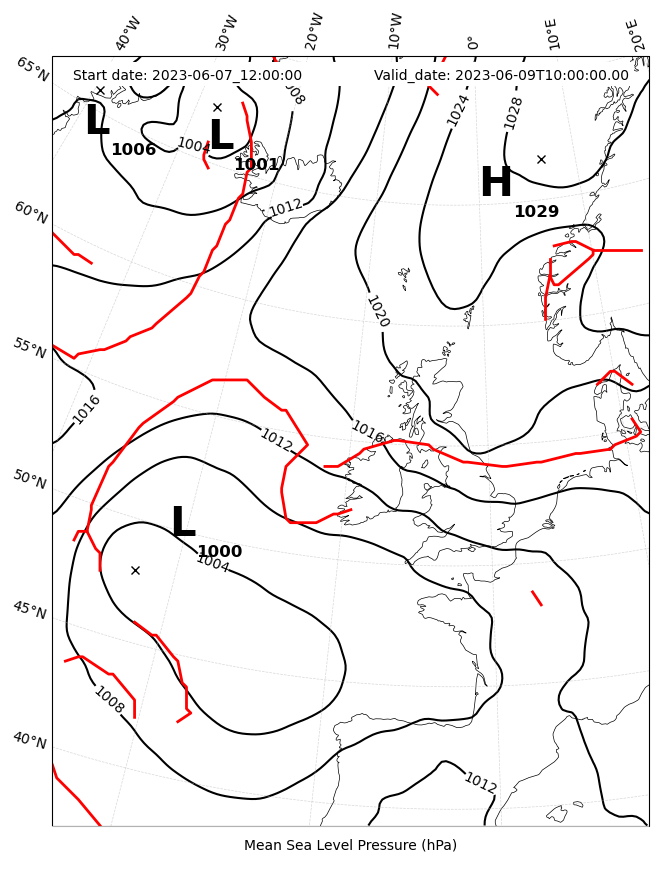 40°W 30°W 20°W 10°W 0° 10°E 20°E
65°N
Start date: 2023-06-07_12:00:00 Valid_date: 2023-06-09T10:00:00.00
1024 1028
L L 1004
1006 1001
H
1029
60°N
1012
1020
55°N
1016
1016
1012
50°N
L
1000
1004
45°N
1008
40°N
1012
Mean Sea Level Pressure (hPa)